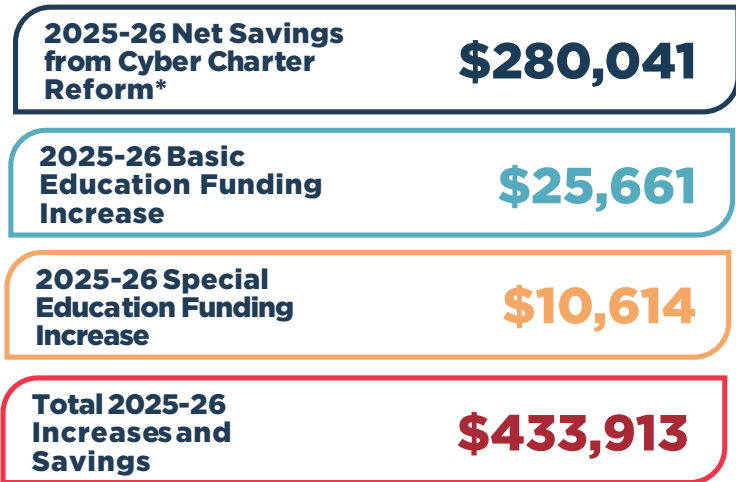 2025-26 Net Savings
from Cyber Charter
Reform*
$280,041
2025-26 Basic
Education Funding
Increase
$25,661
2025-26 Special
Education Funding
Increase
$10,614
Total 2025-26
Increases and
Savings
$433,913